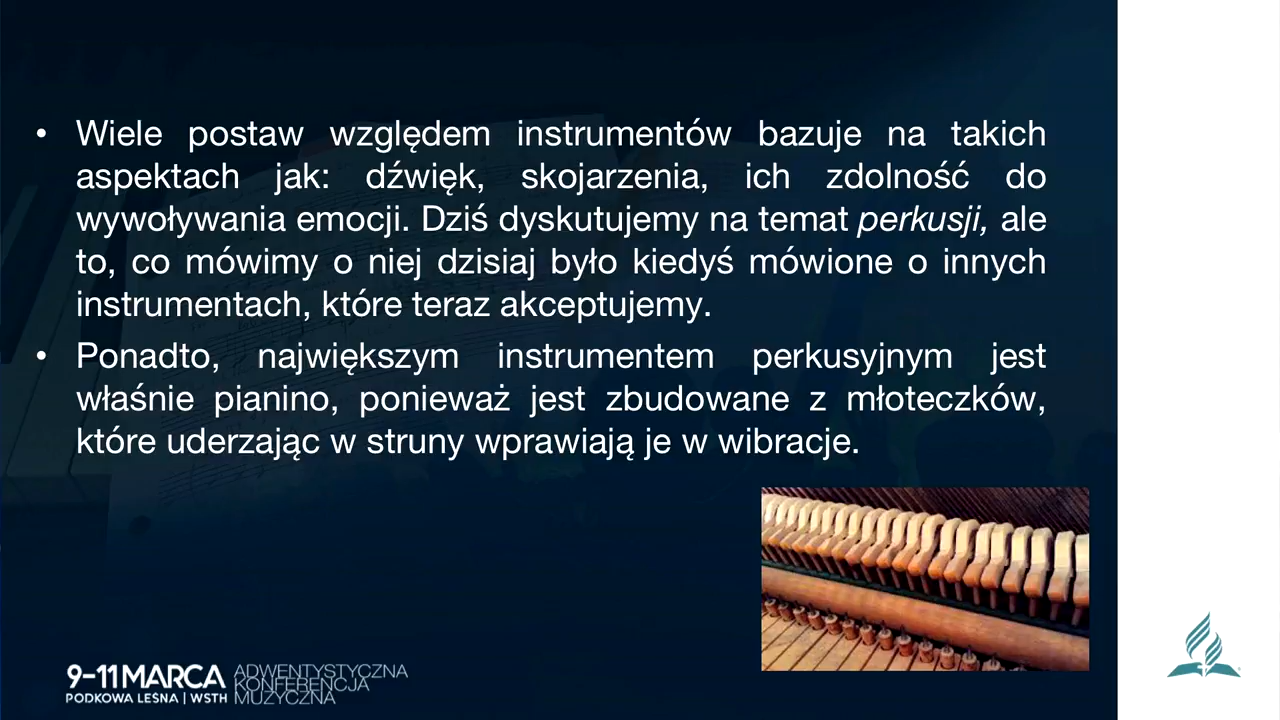 • Wiele postaw względem instrumentów bazuje na takich
aspektach jak: dźwięk, skojarzenia, ich zdolność do
wywoływania emocji. Dziś dyskutujemy na temat perkusji, ale
to, co mówimy o niej dzisiaj było kiedyś mówione o innych
instrumentach, które teraz akceptujemy.
• Ponadto, największym instrumentem perkusyjnym jest
właśnie pianino, ponieważ jest zbudowane z młoteczków,
które uderzając w struny wprawiają je w wibracje.
9-11 MARCA
PODKOWA LEŚNA | WSTH
ADWENTYSTYCZNA
KONFERENCJA
MUZYCZNA